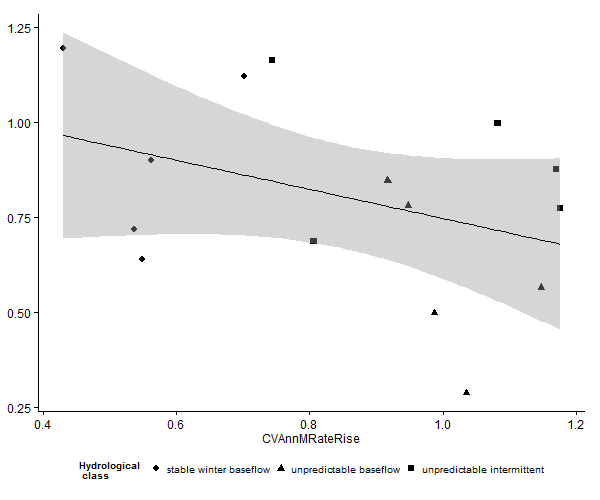 1.25
1.00
0.75
0.50
0.25
0.4 0.6 0.8 1.0 1.2
CVAnnMRateRise
Hydrological
class
stable winter baseflow unpredictable baseflow unpredictable intermittent